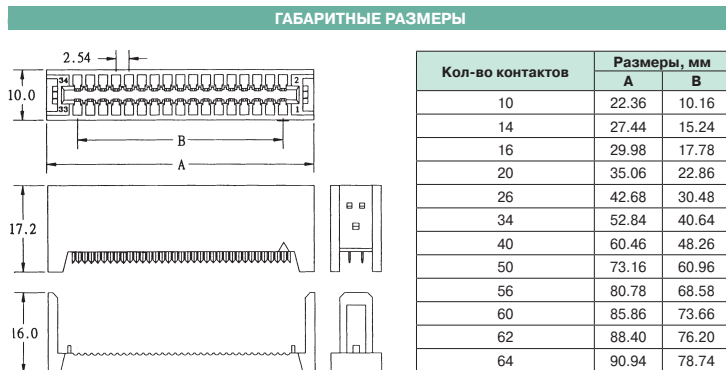 ГАБАРИТНЫЕ РАЗМЕРЫ
2.54
34 2
10.0
33 1
B
A
17.2
16.0
Кол-во контактов Размеры, мм
A B
10 22.36 10.16
14 27.44 15.24
16 29.98 17.78
20 35.06 22.86
26 42.68 30.48
34 52.84 40.64
40 60.46 48.26
50 73.16 60.96
56 80.78 68.58
60 85.86 73.66
62 88.40 76.20
64 90.94 78.74